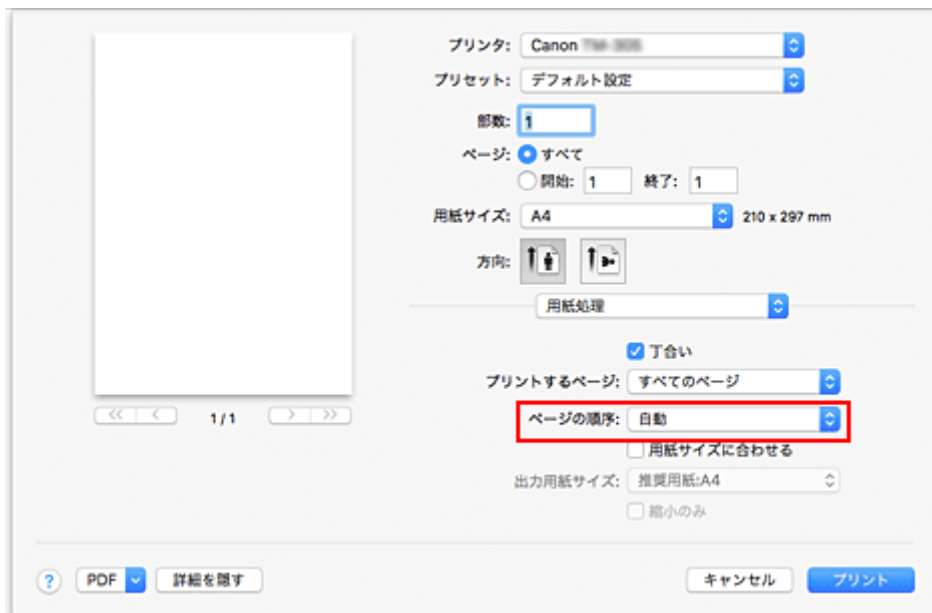 プリンタ: Canon
プリセット: デフォルト設定
部数: 1
ページ: すべて
開始: 1 終了: 1
用紙サイズ: A4 210 x 297 mm
方向:
用紙処理
丁合い
プリントするページ: すべてのページ
ページの順序: 自動
用紙サイズに合わせる
出力用紙サイズ: 推奨用紙:A4
縮小のみ
<< < 1 / 1 > >>
? PDF 詳細を隠す キャンセル プリント